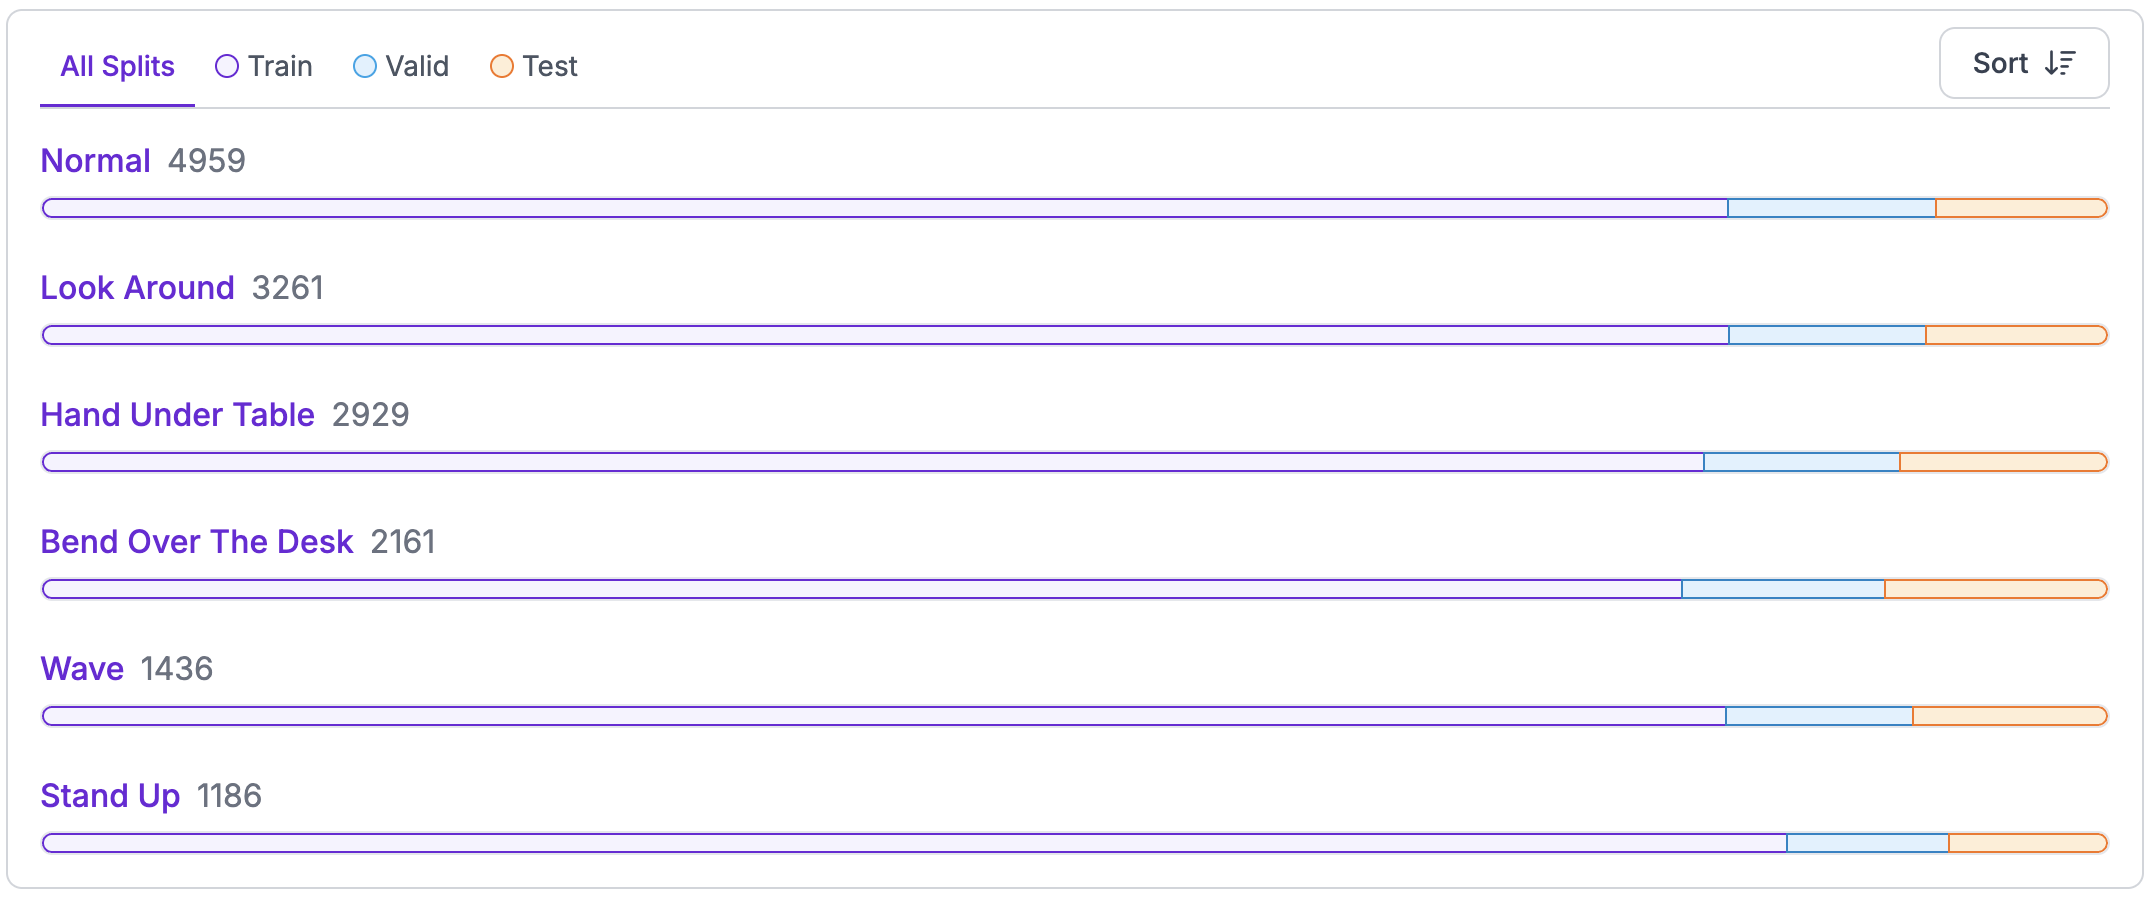 All Splits Train Valid Test Sort
Normal 4959
Look Around 3261
Hand Under Table 2929
Bend Over The Desk 2161
Wave 1436
Stand Up 1186